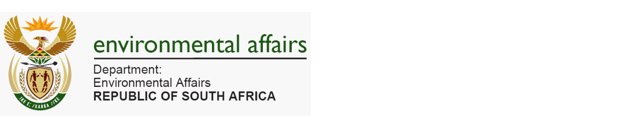 environmental affairs
Department:
Environmental Affairs
REPUBLIC OF SOUTH AFRICA